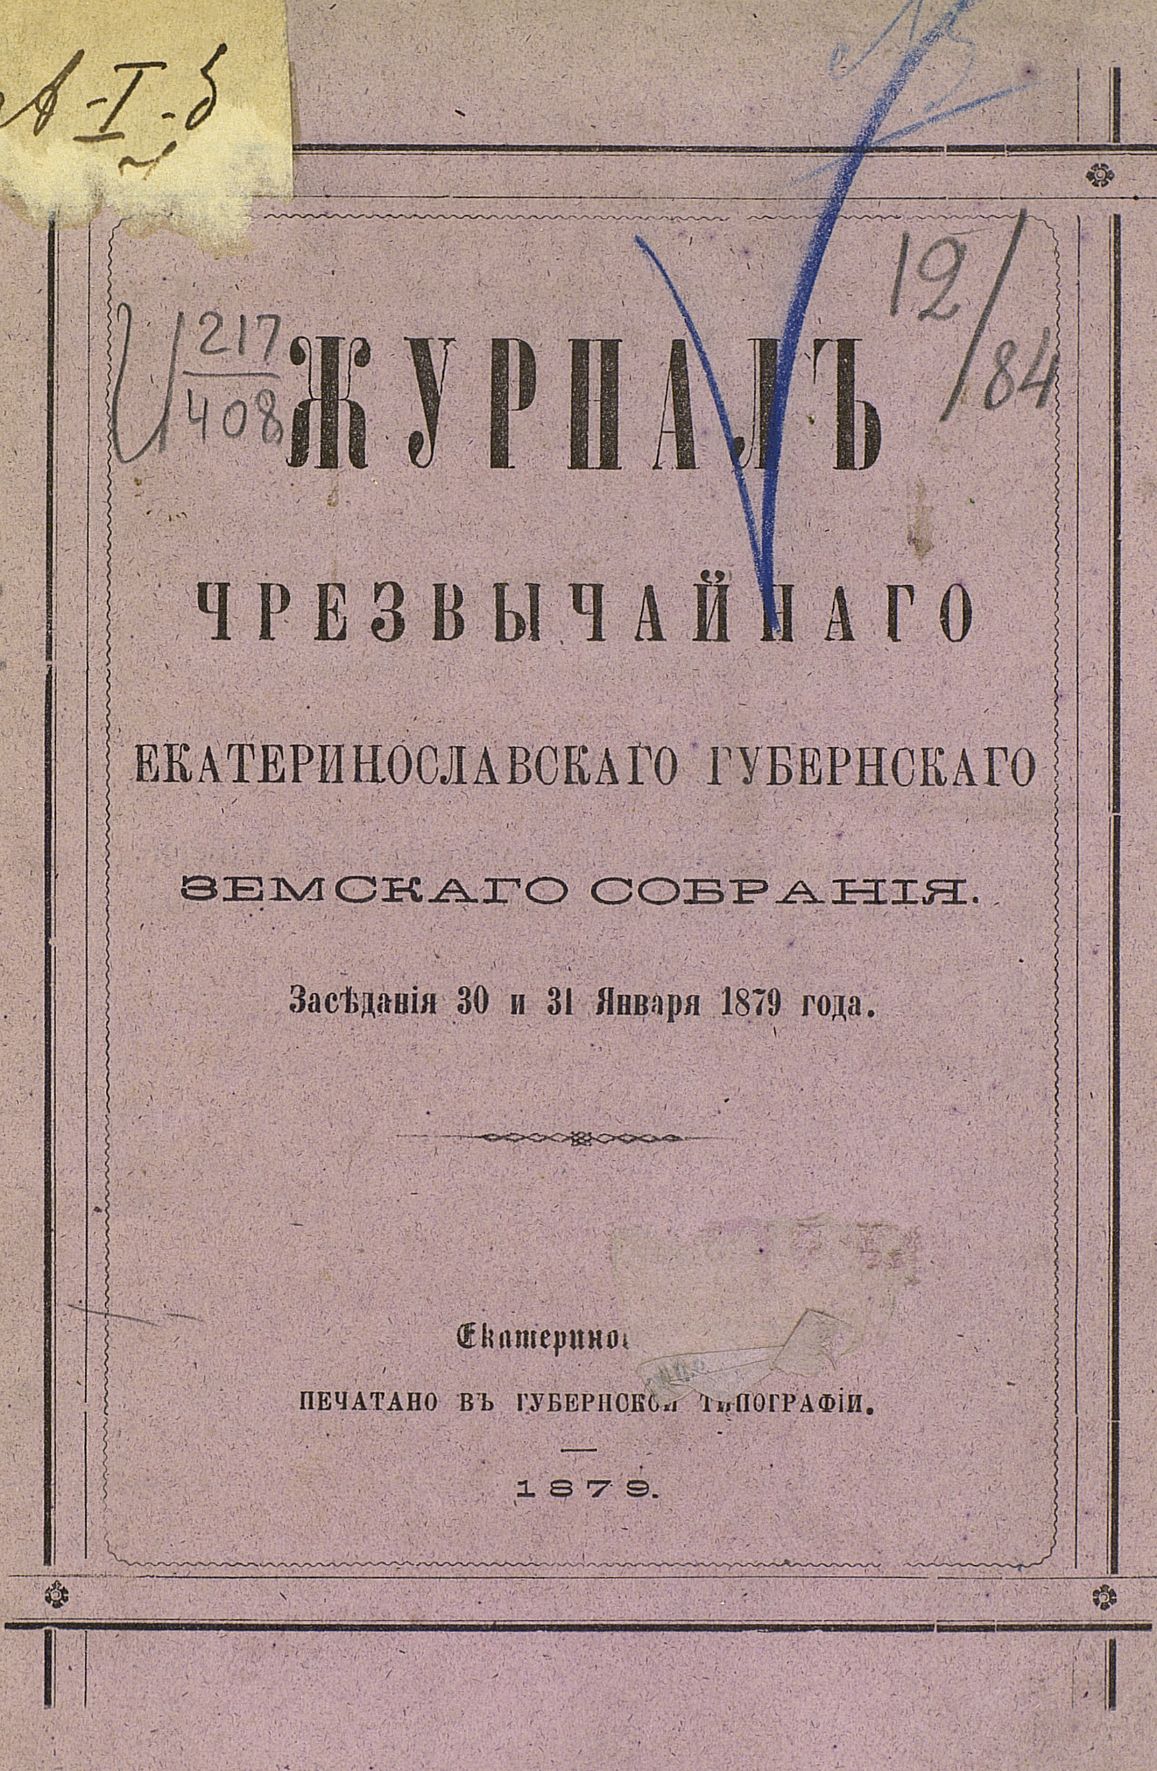 А-I-
12/84
217
408
ЖУРНАЛЪ
ЧРЕЗВЫЧАЙНАГО
ЕКАТЕРИНОСЛАВСКАГО ГУБЕРНСКАГО
ЗЕМСКАГО СОБРАНІЯ.
Засѣданія 30 и 31 Января 1879 года.
Екатерино
ПЕЧАТАНО ВЪ ГУБЕРНСКОЙ ТИПОГРАФІИ.
1879.